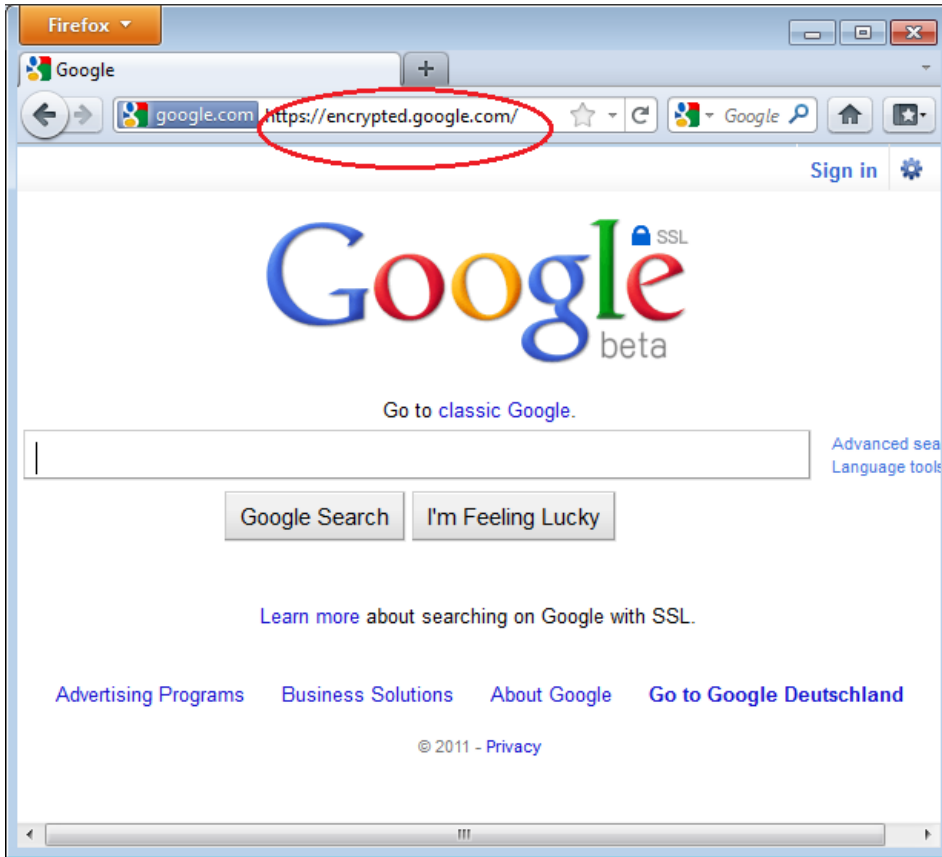 Firefox
Google
google.com https://encrypted.google.com/ Google
Sign in
Google SSL
beta
Go to classic Google.
Advanced sea
Language tools
Google Search I'm Feeling Lucky
Learn more about searching on Google with SSL.
Advertising Programs Business Solutions About Google Go to Google Deutschland
© 2011 - Privacy